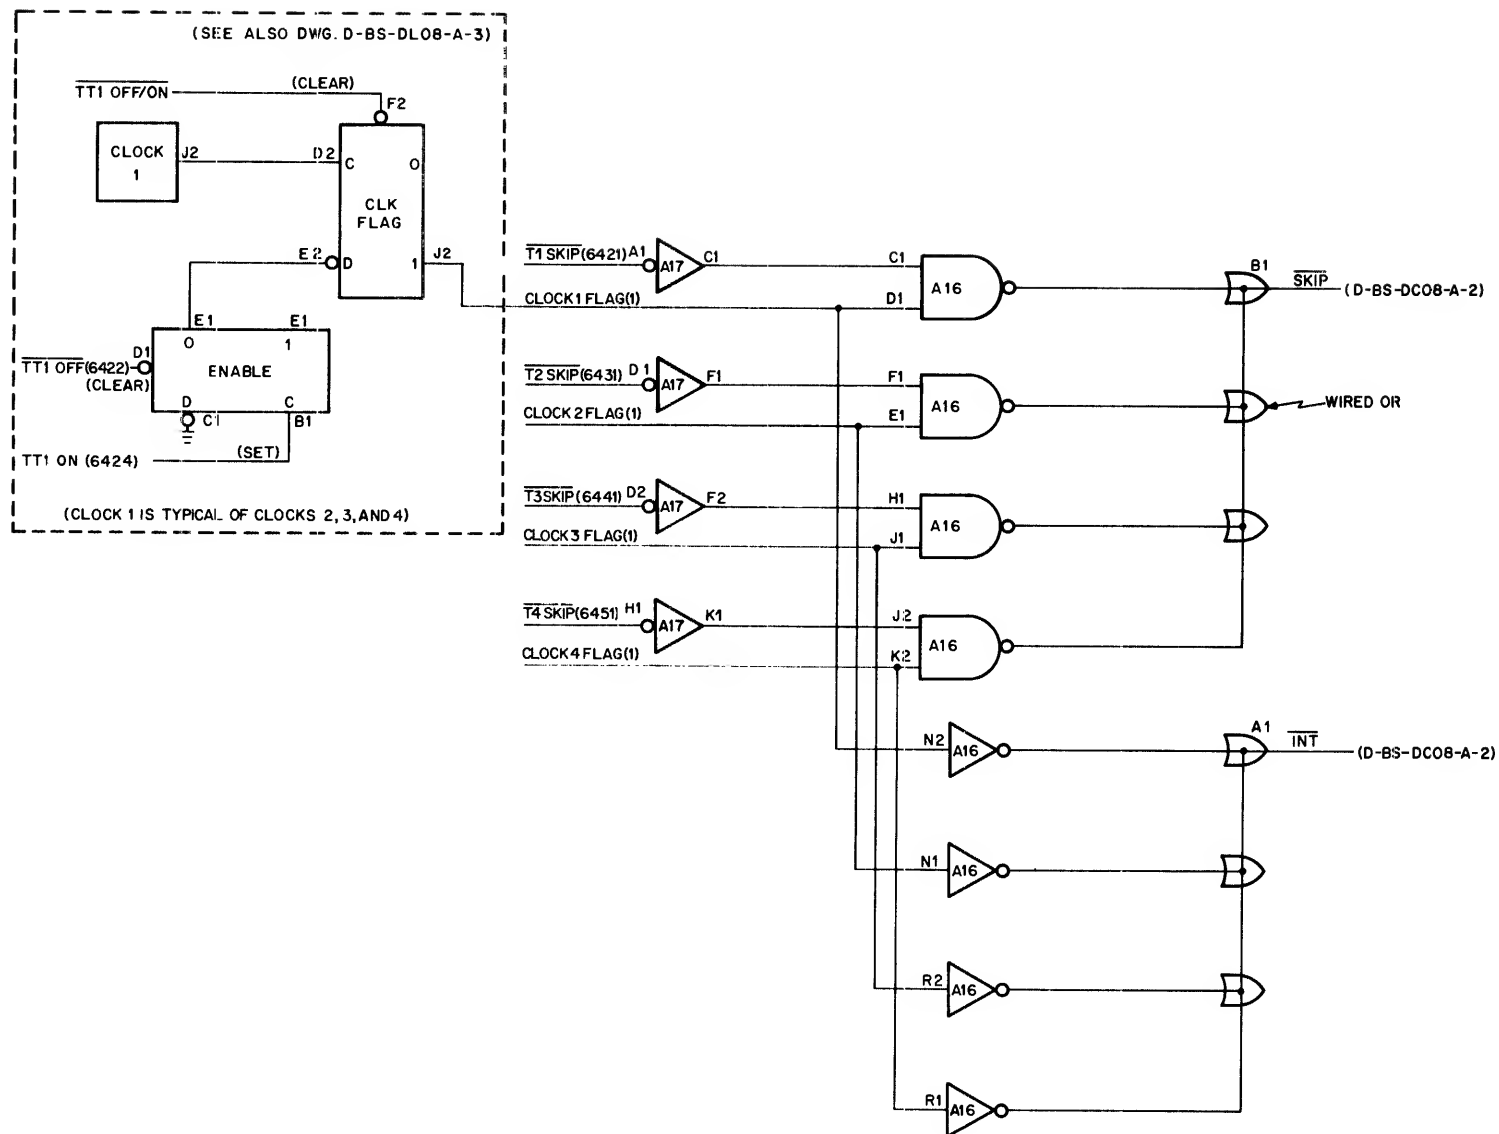 (SEE ALSO DWG. D-BS-DL08-A-3)
TT1 OFF/ON
(CLEAR)
F2
CLOCK
1
J2
D2
C
O
CLK
FLAG
E2
D
1
J2
E1
E1
O
1
D1
TT1 OFF(6422)
(CLEAR)
ENABLE
D
C
C1
B1
TT1 ON (6424)
(SET)
(CLOCK 1 IS TYPICAL OF CLOCKS 2, 3, AND 4)
T1 SKIP(6421)
A1
A17
C1
C1
A16
CLOCK 1 FLAG(1)
D1
B1
SKIP
(D-BS-DC08-A-2)
T2 SKIP(6431)
D1
A17
F1
F1
A16
CLOCK 2 FLAG(1)
E1
WIRED OR
T3 SKIP(6441)
D2
A17
F2
H1
A16
CLOCK 3 FLAG(1)
J1
T4 SKIP(6451)
H1
A17
K1
J2
A16
CLOCK 4 FLAG(1)
K2
N2
A16
A1
INT
(D-BS-DC08-A-2)
N1
A16
R2
A16
R1
A16